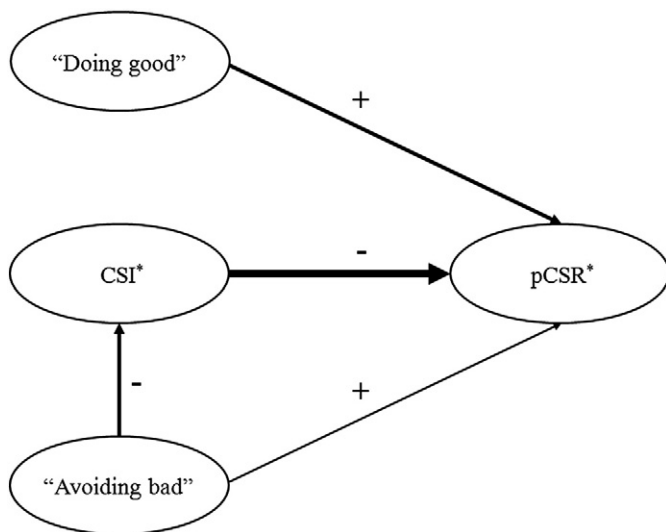 “Doing good”
+
CSI*
-
pCSR*
-
+
“Avoiding bad”